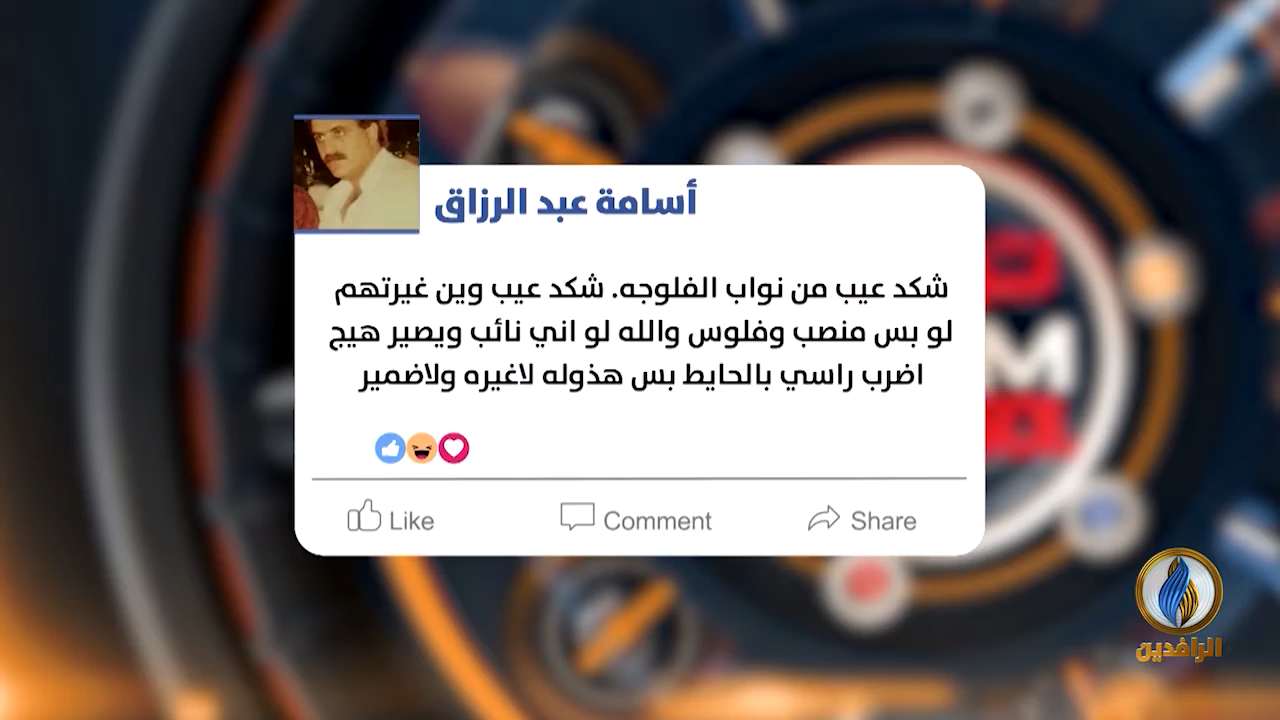 أسامة عبد الرزاق
شكد عيب من نواب الفلوجه. شكد عيب وين غيرتهم
لو بس منصب وفلوس والله لو اني نائب ويصير هيج
اضرب راسي بالحايط بس هذوله لاغيره ولاضمير
Like
Comment
Share
الرافدين